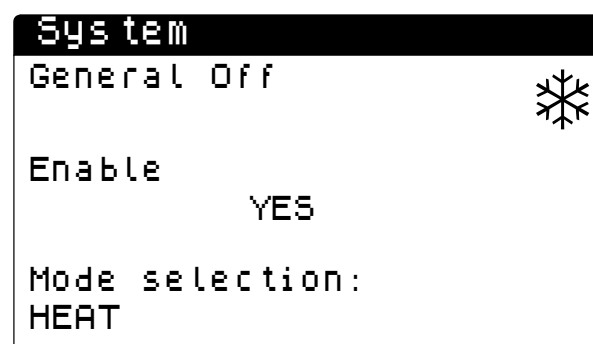 System
General Off
Enable
YES
Mode selection:
HEAT